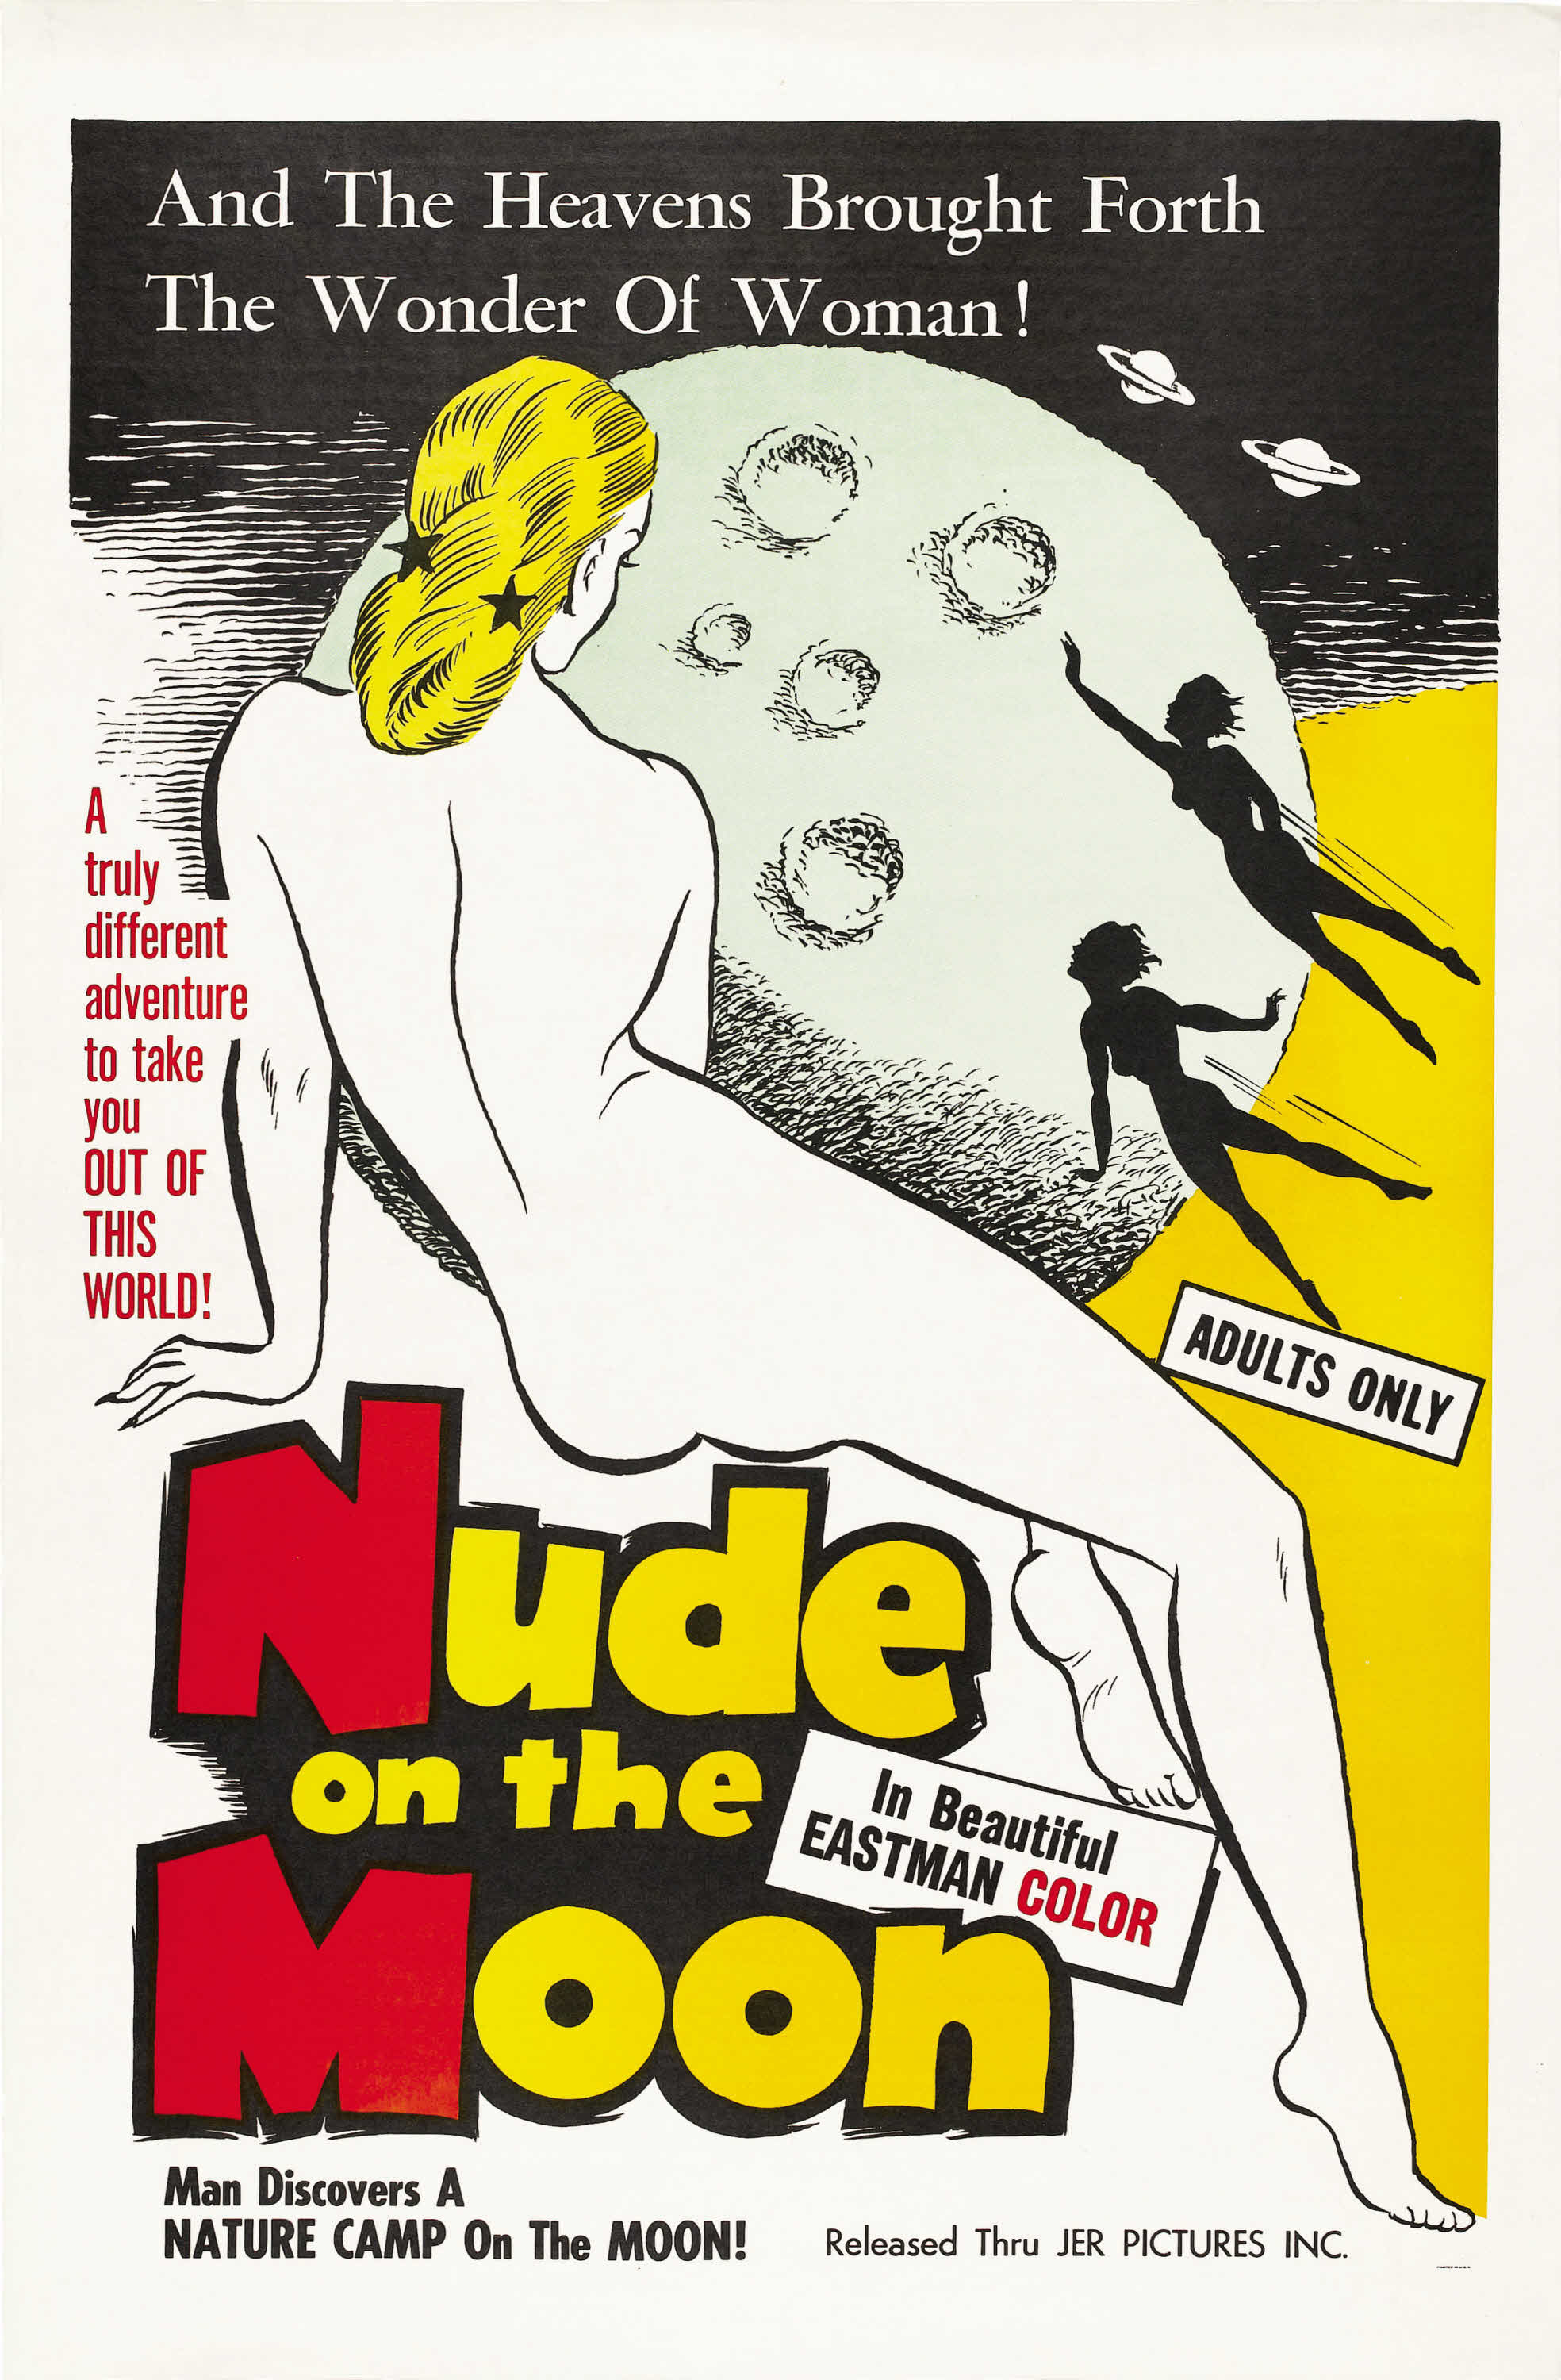 And The Heavens Brought Forth
The Wonder Of Woman!
A
truly
different
adventure
to take
you
OUT OF
THIS
WORLD!
ADULTS ONLY
Nude
on the
Moon
In Beautiful
EASTMAN COLOR
Man Discovers A
NATURE CAMP On The MOON!
Released Thru JER PICTURES INC.